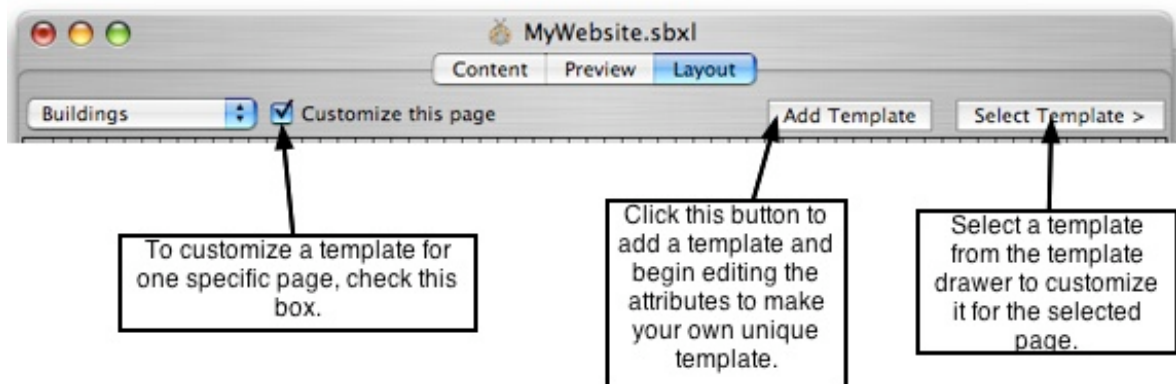 MyWebsite.sbxl
Content Preview Layout
Buildings Customize this page Add Template Select Template >
To customize a template for
one specific page, check this
box.
Click this button to
add a template and
begin editing the
attributes to make
your own unique
template.
Select a template
from the template
drawer to customize
it for the selected
page.